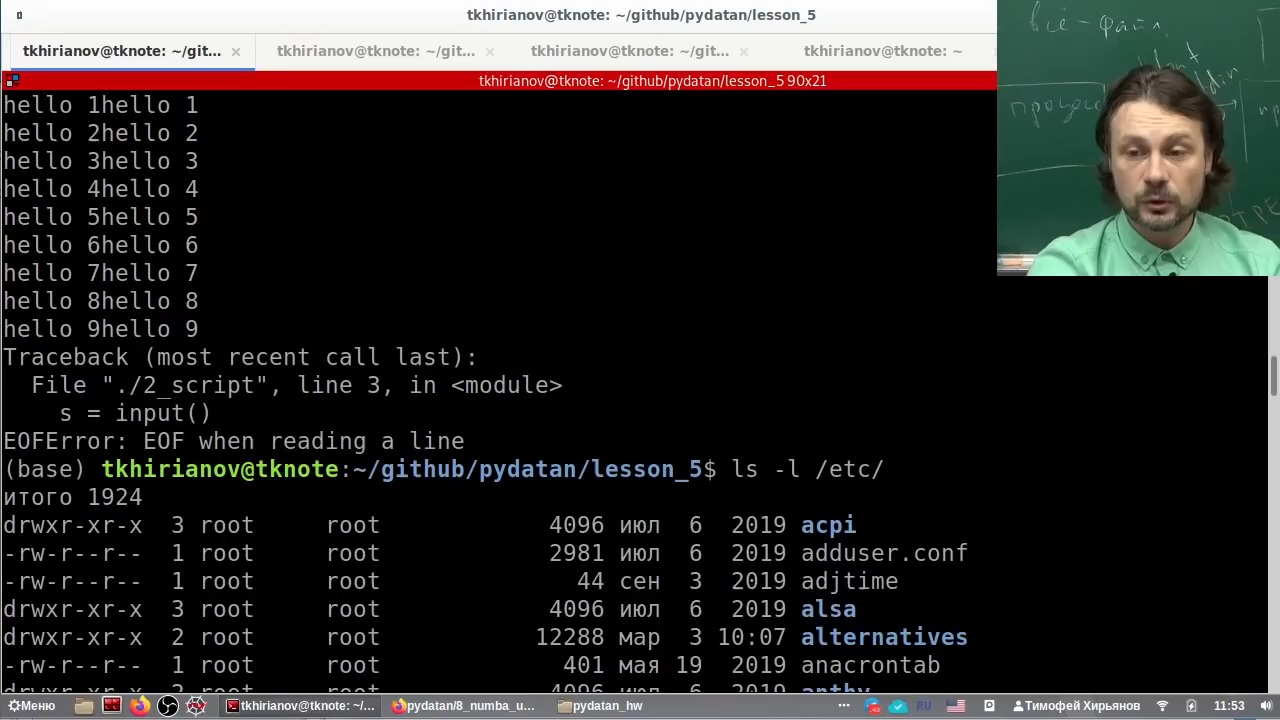 tkhirianov@tknote: ~/github/pydatan/lesson_5
tkhirianov@tknote: ~/git... × tkhirianov@tknote: ~/git... × tkhirianov@tknote: ~/git... × tkhirianov@tknote: ~
tkhirianov@tknote: ~/github/pydatan/lesson_5 90x21
всё - файл
процесс
hello 1hello 1
hello 2hello 2
hello 3hello 3
hello 4hello 4
hello 5hello 5
hello 6hello 6
hello 7hello 7
hello 8hello 8
hello 9hello 9
Traceback (most recent call last):
  File "./2_script", line 3, in <module>
    s = input()
EOFError: EOF when reading a line
(base) tkhirianov@tknote:~/github/pydatan/lesson_5$ ls -l /etc/
итого 1924
drwxr-xr-x  3 root     root            4096 июл  6  2019 acpi
-rw-r--r--  1 root     root            2981 июл  6  2019 adduser.conf
-rw-r--r--  1 root     root              44 сен  3  2019 adjtime
drwxr-xr-x  3 root     root            4096 июл  6  2019 alsa
drwxr-xr-x  2 root     root           12288 мар  3 10:07 alternatives
-rw-r--r--  1 root     root             401 мая 19  2019 anacrontab
Меню tkhirianov@tknote: ~/... pydatan/8_numba_u... pydatan_hw ... RU Тимофей Хирьянов 11:53